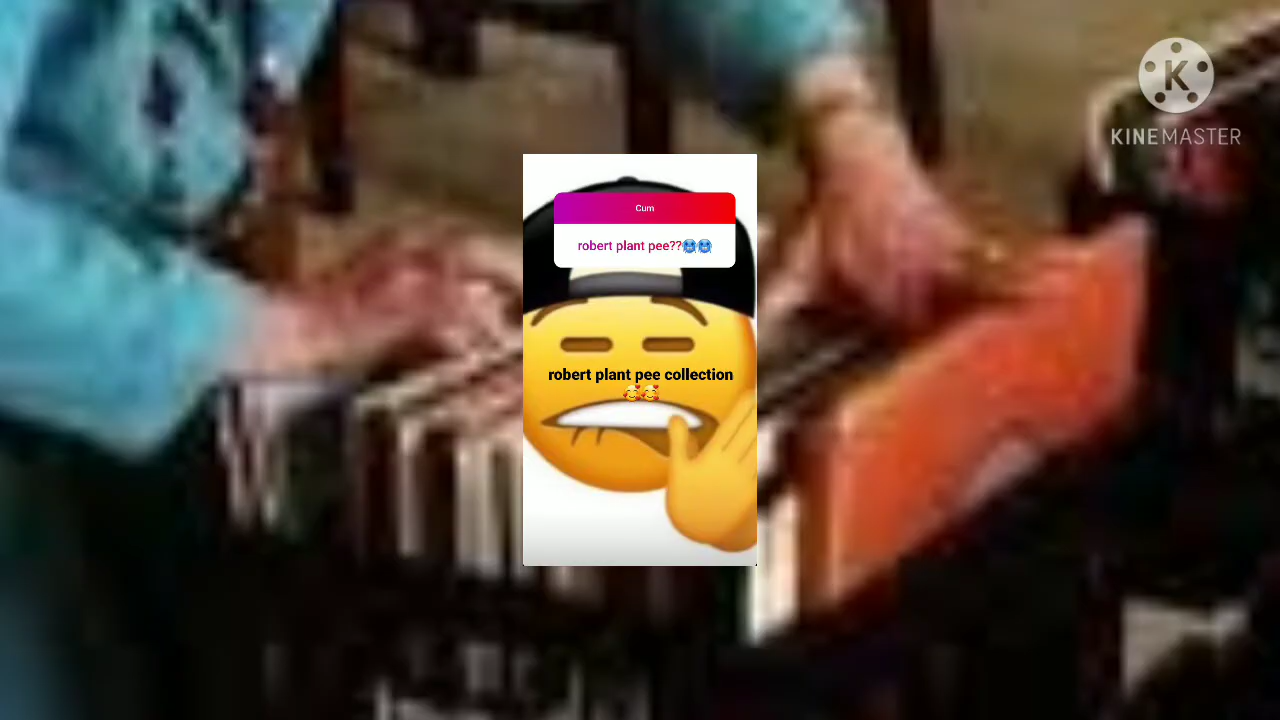 KINEMASTER
Cum
robert plant pee??🥶🥶
robert plant pee collection
🥰🥰